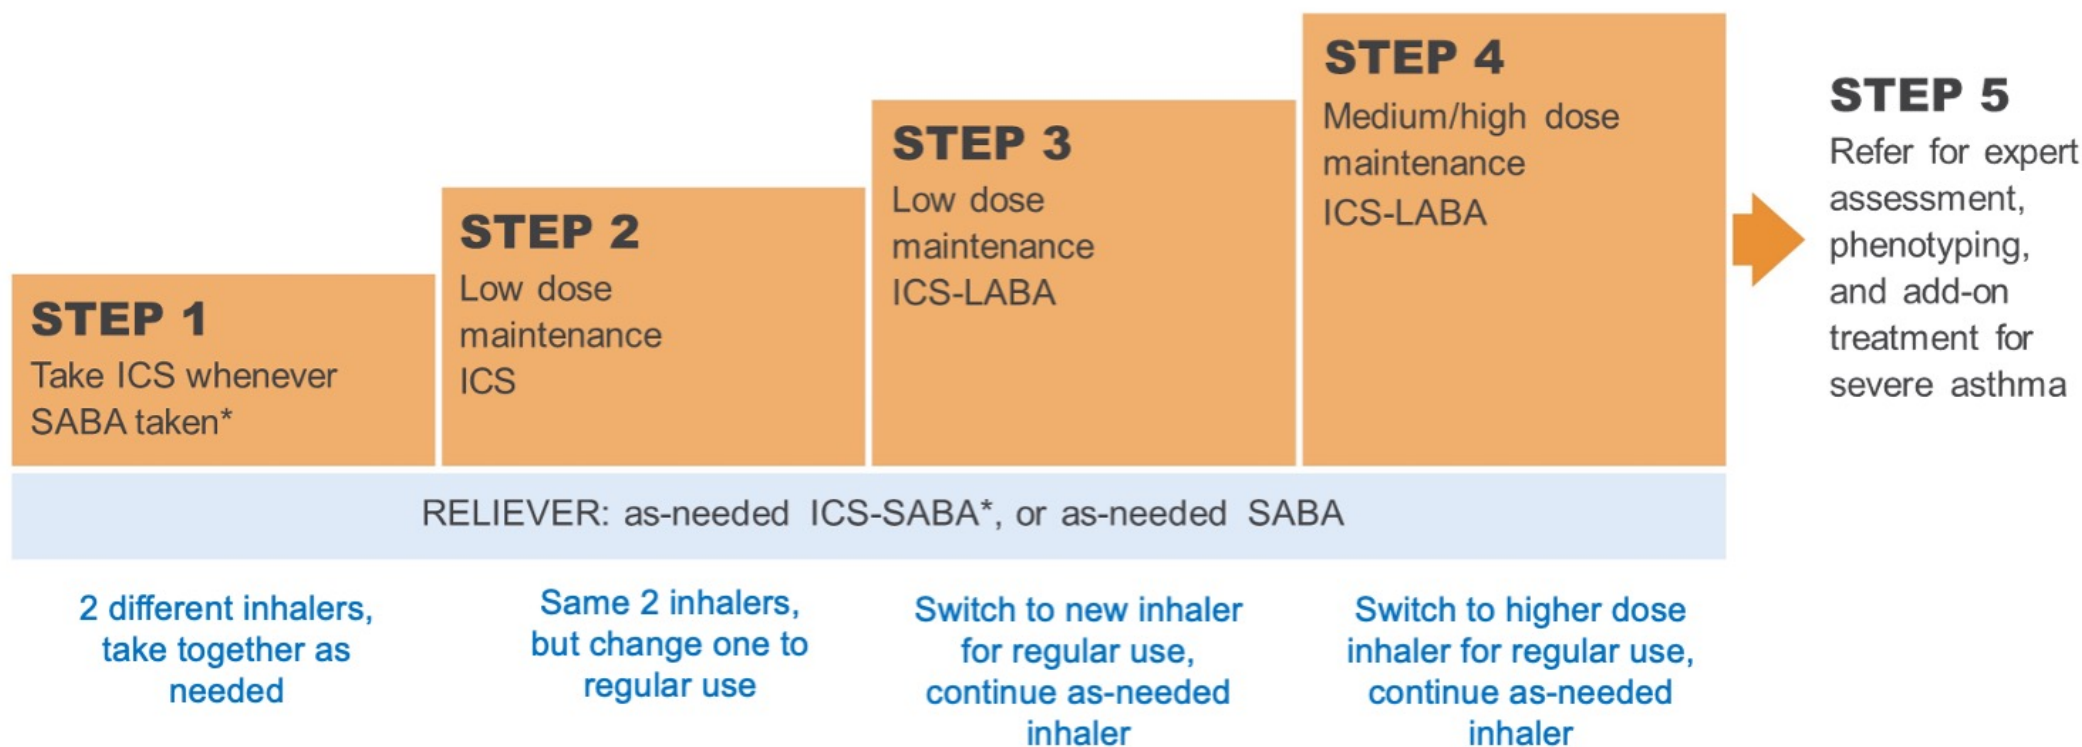 STEP 1
Take ICS whenever
SABA taken*
STEP 2
Low dose
maintenance
ICS
STEP 3
Low dose
maintenance
ICS-LABA
STEP 4
Medium/high dose
maintenance
ICS-LABA
STEP 5
Refer for expert
assessment,
phenotyping,
and add-on
treatment for
severe asthma
RELIEVER: as-needed ICS-SABA*, or as-needed SABA
2 different inhalers,
take together as
needed
Same 2 inhalers,
but change one to
regular use
Switch to new inhaler
for regular use,
continue as-needed
inhaler
Switch to higher dose
inhaler for regular use,
continue as-needed
inhaler